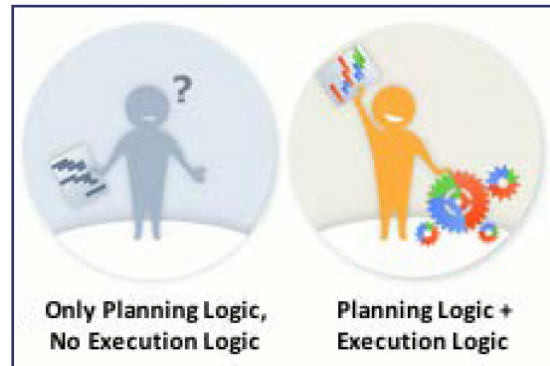 ?
Only Planning Logic,
No Execution Logic
Planning Logic +
Execution Logic